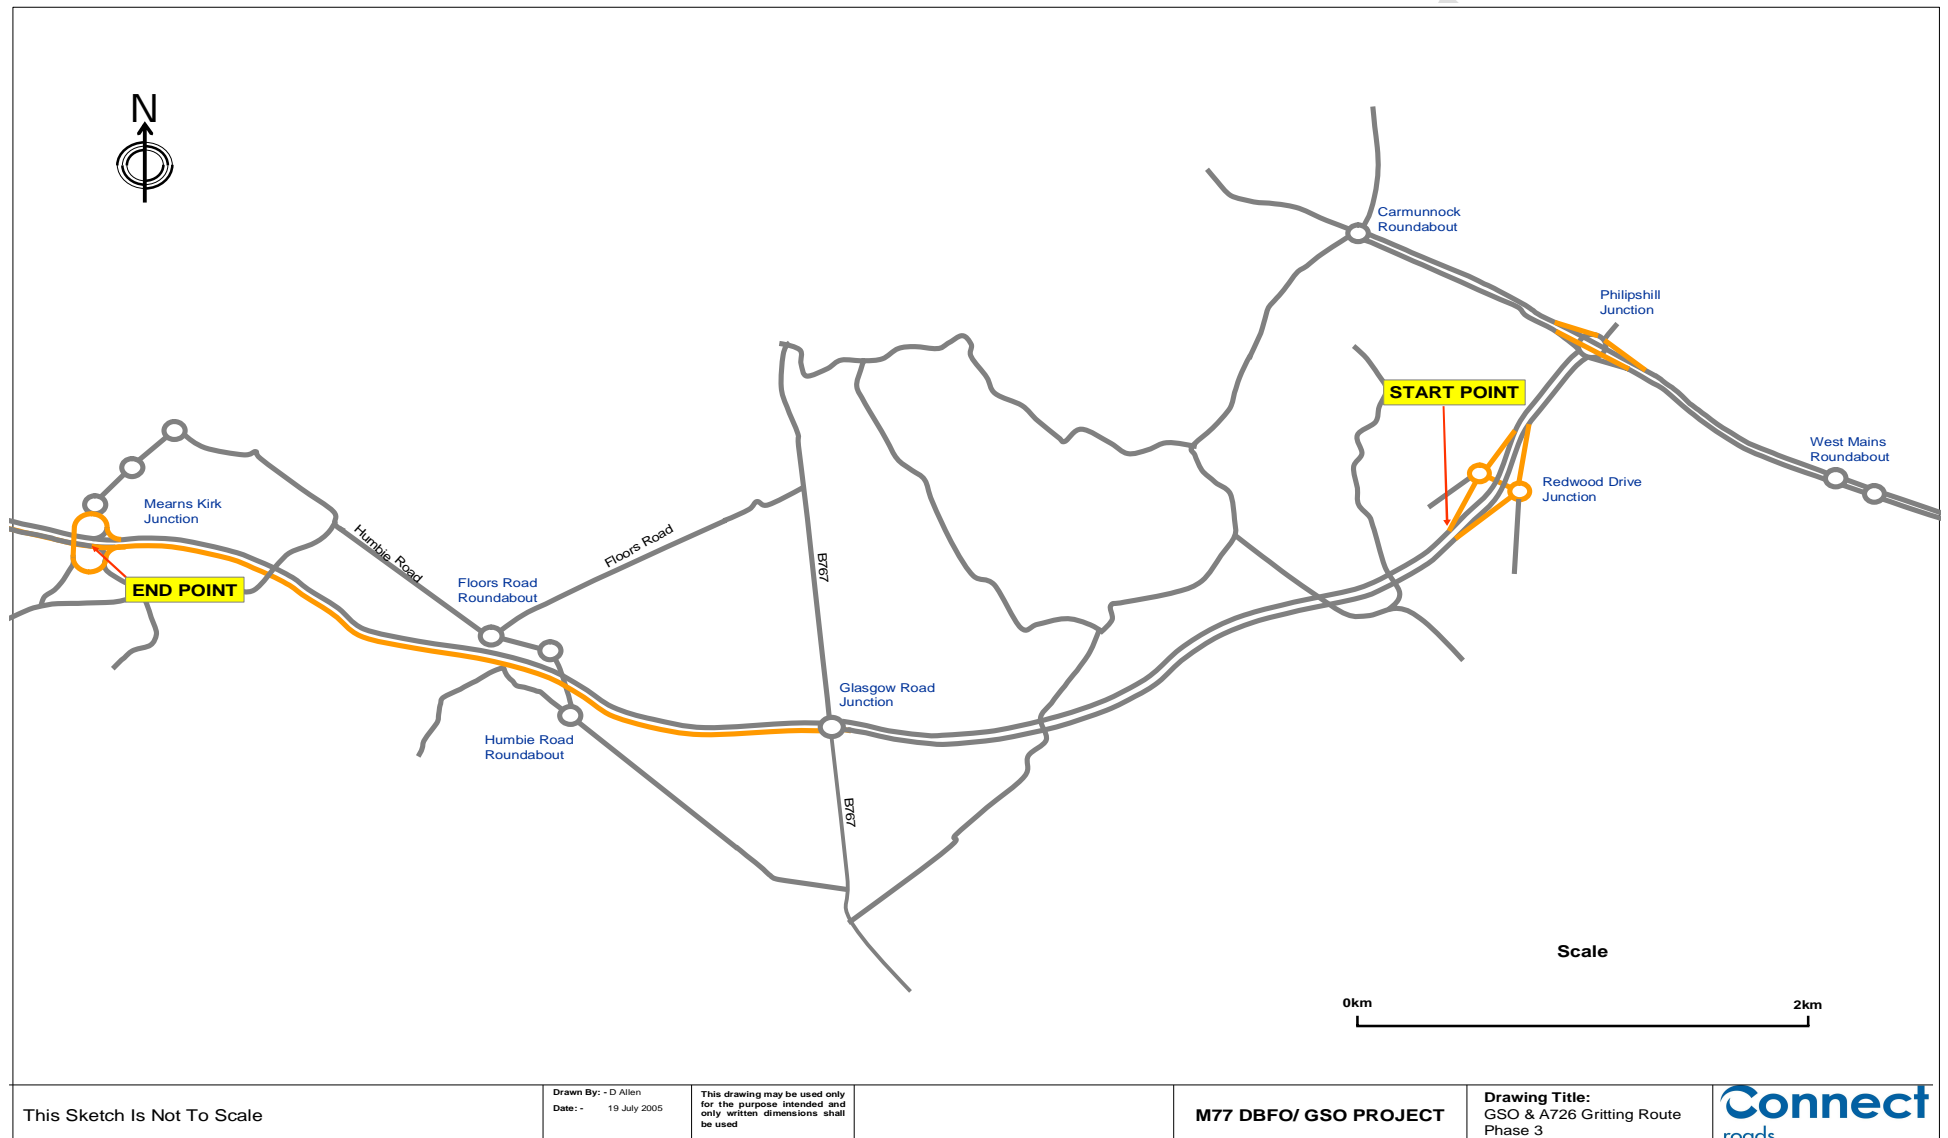 N
Carmunnock
Roundabout
Philipshill
Junction
START POINT
West Mains
Roundabout
Redwood Drive
Junction
Mearns Kirk
Junction
Humbie Road
Floors Road
B767
END POINT
Floors Road
Roundabout
Glasgow Road
Junction
Humbie Road
Roundabout
B767
Scale
0km
2km
This Sketch Is Not To Scale
Drawn By: - D Allen
Date: - 19 July 2005
This drawing may be used only
for the purpose intended and
only written dimensions shall
be used
M77 DBFO/ GSO PROJECT
Drawing Title:
GSO & A726 Gritting Route
Phase 3
Connect
roads